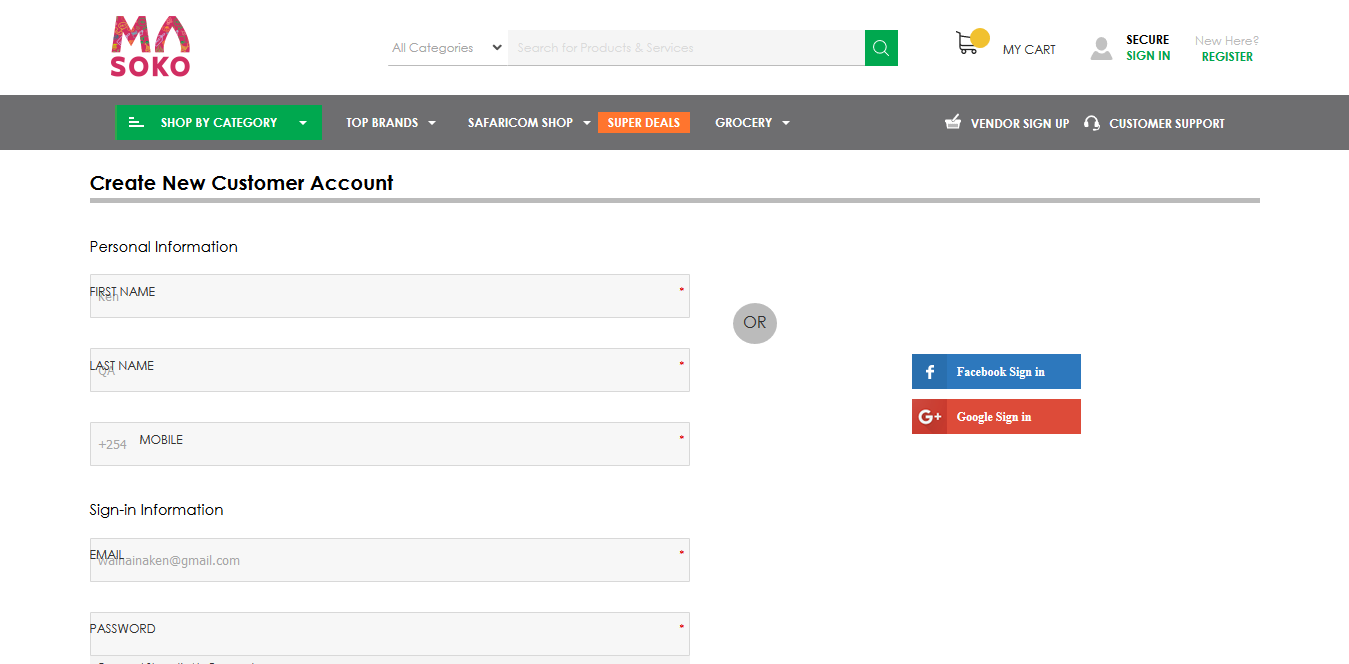 MA
SOKO
All Categories
Search for Products & Services
MY CART
SECURE
SIGN IN
New Here?
REGISTER
SHOP BY CATEGORY
TOP BRANDS
SAFARICOM SHOP
SUPER DEALS
GROCERY
VENDOR SIGN UP
CUSTOMER SUPPORT
Create New Customer Account
Personal Information
FIRST NAME
Ken
*
OR
LAST NAME
QA
*
Facebook Sign in
G+ Google Sign in
+254 MOBILE
*
Sign-in Information
EMAIL
wainainaken@gmail.com
*
PASSWORD
*